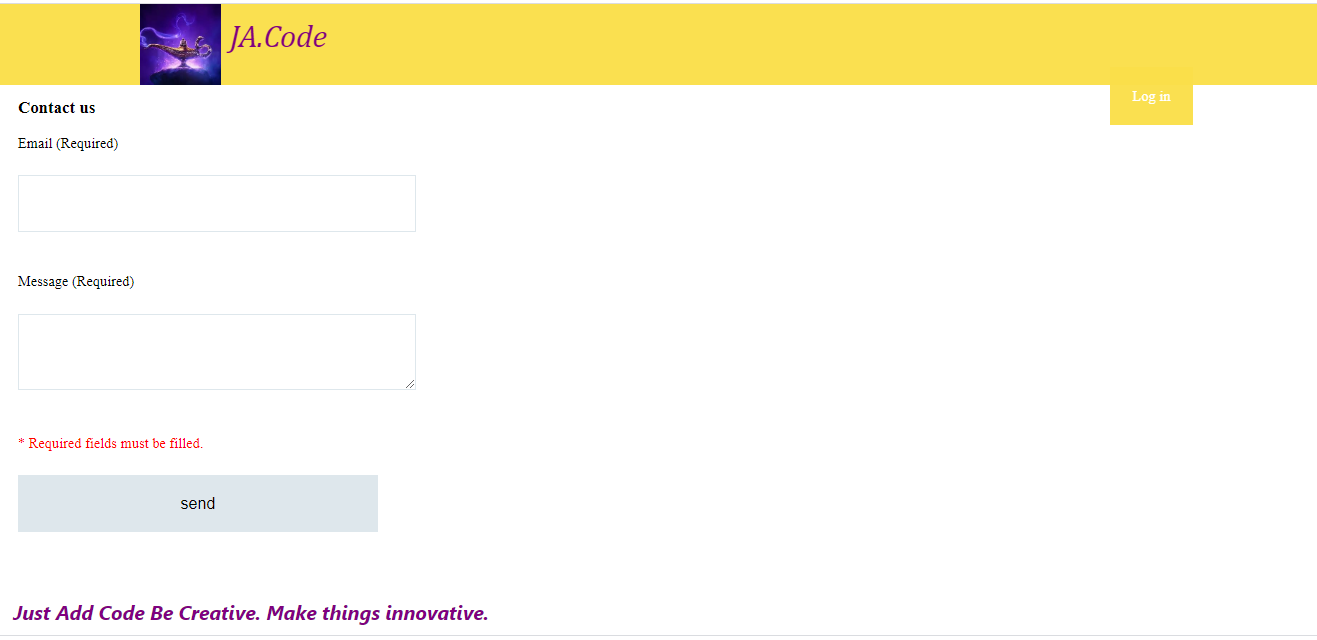 JA.Code
Log in
Contact us
Email (Required)
Message (Required)
* Required fields must be filled.
send
Just Add Code Be Creative. Make things innovative.